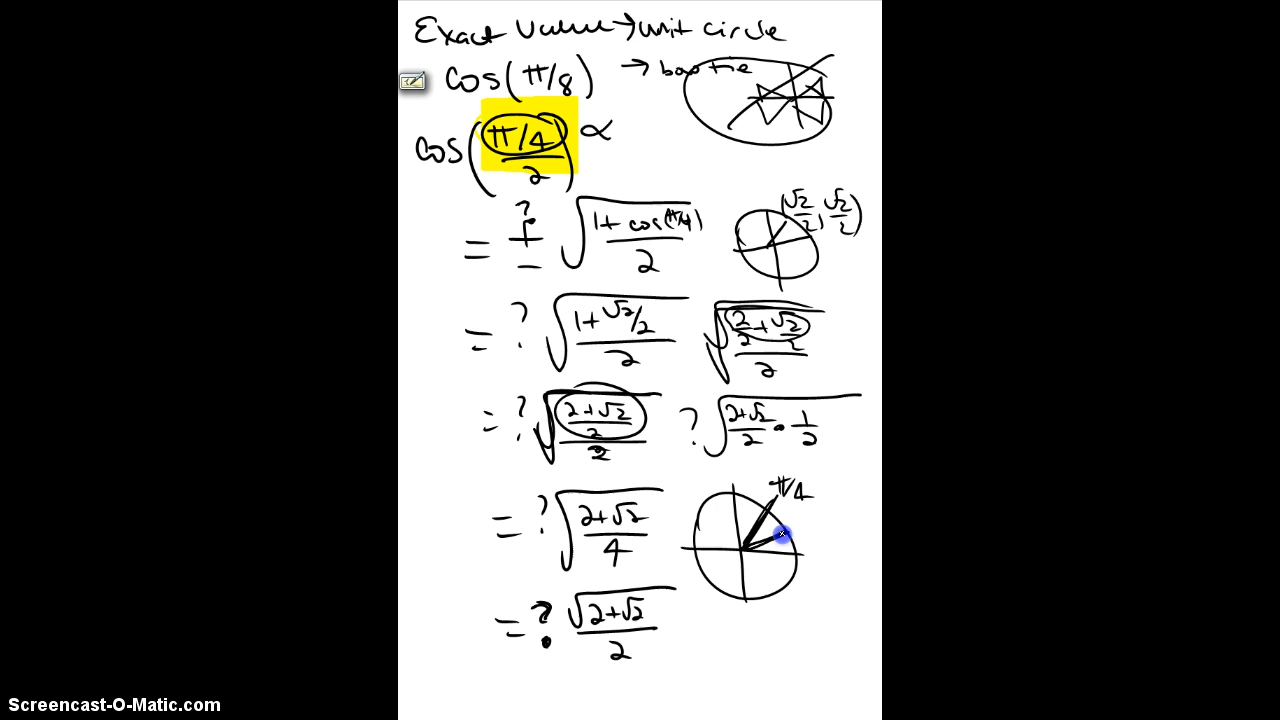 Exact Value → unit circle
cos(π/8) → bow tie
cos((π/4)/2) α
= ?± √((1 + cos(π/4))/2) (√2/2, √2/2)
= ? √((1 + √2/2)/2) √((2/2 + √2/2)/2)
= ? √(((2+√2)/2)/2) ? √((2+√2)/2 · 1/2)
= ? √((2+√2)/4) π/4
= ? √(2+√2)/2
Screencast-O-Matic.com